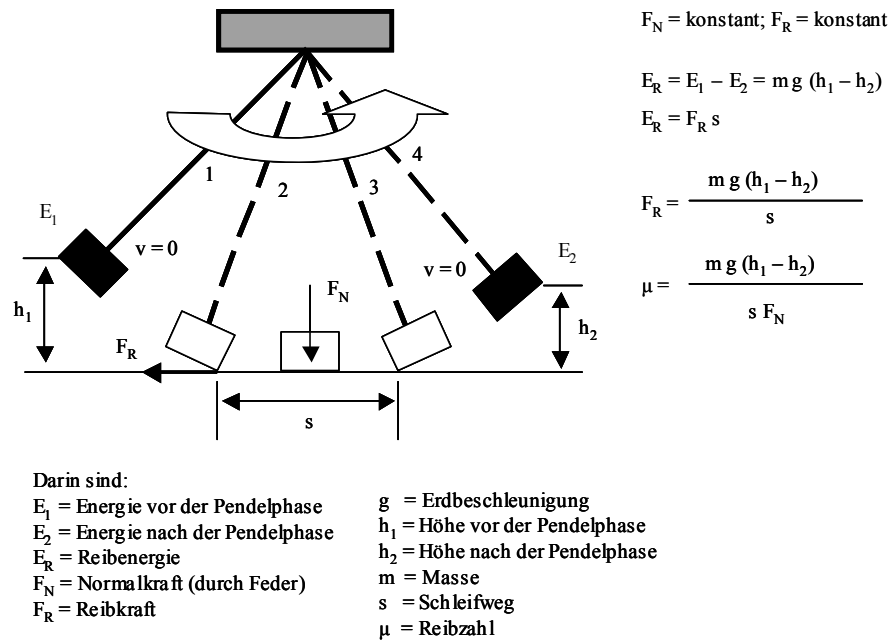 F_N = konstant; F_R = konstant
E_R = E_1 – E_2 = m g (h_1 – h_2)
E_R = F_R s
F_R = m g (h_1 – h_2)
s
μ = m g (h_1 – h_2)
s F_N
1
2
3
4
E_1
v = 0
v = 0
E_2
h_1
F_N
h_2
F_R
s
Darin sind:
E_1 = Energie vor der Pendelphase
E_2 = Energie nach der Pendelphase
E_R = Reibenergie
F_N = Normalkraft (durch Feder)
F_R = Reibkraft
g = Erdbeschleunigung
h_1 = Höhe vor der Pendelphase
h_2 = Höhe nach der Pendelphase
m = Masse
s = Schleifweg
μ = Reibzahl